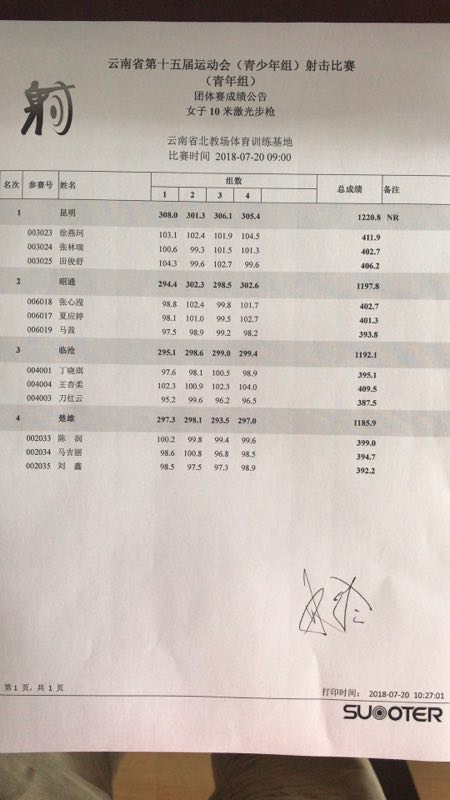 射
云南省第十五届运动会（青少年组）射击比赛
（青年组）
团体赛成绩公告
女子 10 米激光步枪
云南省北教场体育训练基地
比赛时间 2018-07-20 09:00
名次 参赛号 姓名 组数 总成绩 备注
1 2 3 4
1 昆明 308.0 301.3 306.1 305.4 1220.8 NR
003023 徐燕珂 103.1 102.4 101.9 104.5 411.9
003024 张林瑞 100.6 99.3 101.5 101.3 402.7
003025 田俊舒 104.3 99.6 102.7 99.6 406.2
2 昭通 294.4 302.3 298.5 302.6 1197.8
006018 张心滢 98.8 102.4 99.8 101.7 402.7
006017 夏应婷 98.1 101.0 99.5 102.7 401.3
006019 马茜 97.5 98.9 99.2 98.2 393.8
3 临沧 295.1 298.6 299.0 299.4 1192.1
004001 丁晓琪 97.6 98.1 100.5 98.9 395.1
004004 王杏柔 102.3 100.9 102.3 104.0 409.5
004003 刀红云 95.2 99.6 96.2 96.5 387.5
4 楚雄 297.3 298.1 293.5 297.0 1185.9
002033 陈 润 100.2 99.8 99.4 99.6 399.0
002034 马吉丽 98.6 100.8 96.8 98.5 394.7
002035 刘 鑫 98.5 97.5 97.3 98.9 392.2
第 1 页，共 1 页
打印时间： 2018-07-20 10:27:01
SUOOTER